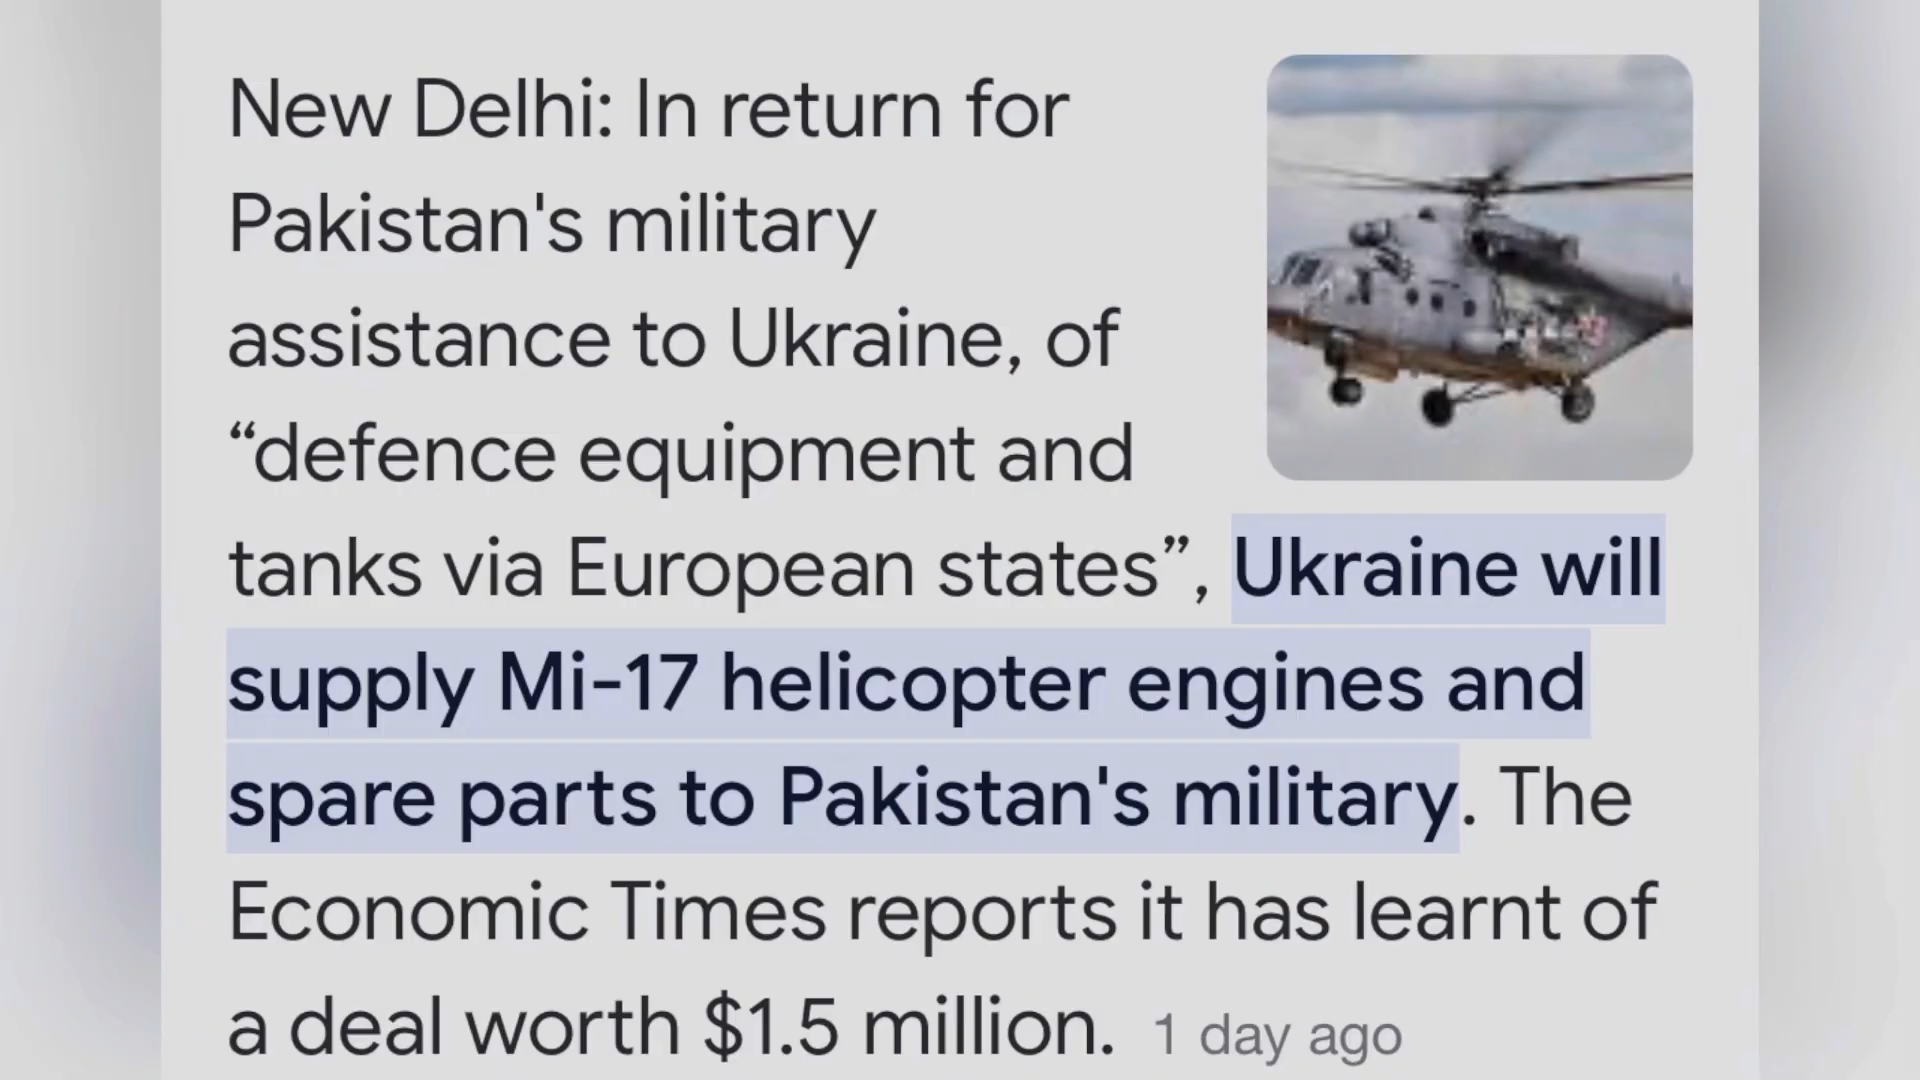 New Delhi: In return for
Pakistan's military
assistance to Ukraine, of
“defence equipment and
tanks via European states”, Ukraine will
supply Mi-17 helicopter engines and
spare parts to Pakistan's military. The
Economic Times reports it has learnt of
a deal worth $1.5 million. 1 day ago